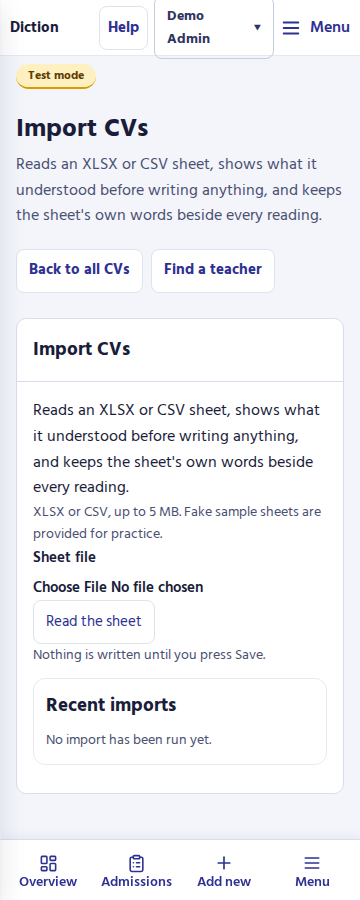 Diction
Help
Demo
Admin
Menu
Test mode
Import CVs
Reads an XLSX or CSV sheet, shows what it
understood before writing anything, and keeps
the sheet's own words beside every reading.
Back to all CVs
Find a teacher
Import CVs
Reads an XLSX or CSV sheet, shows what
it understood before writing anything,
and keeps the sheet's own words beside
every reading.
XLSX or CSV, up to 5 MB. Fake sample sheets are
provided for practice.
Sheet file
Choose File No file chosen
Read the sheet
Nothing is written until you press Save.
Recent imports
No import has been run yet.
Overview
Admissions
Add new
Menu